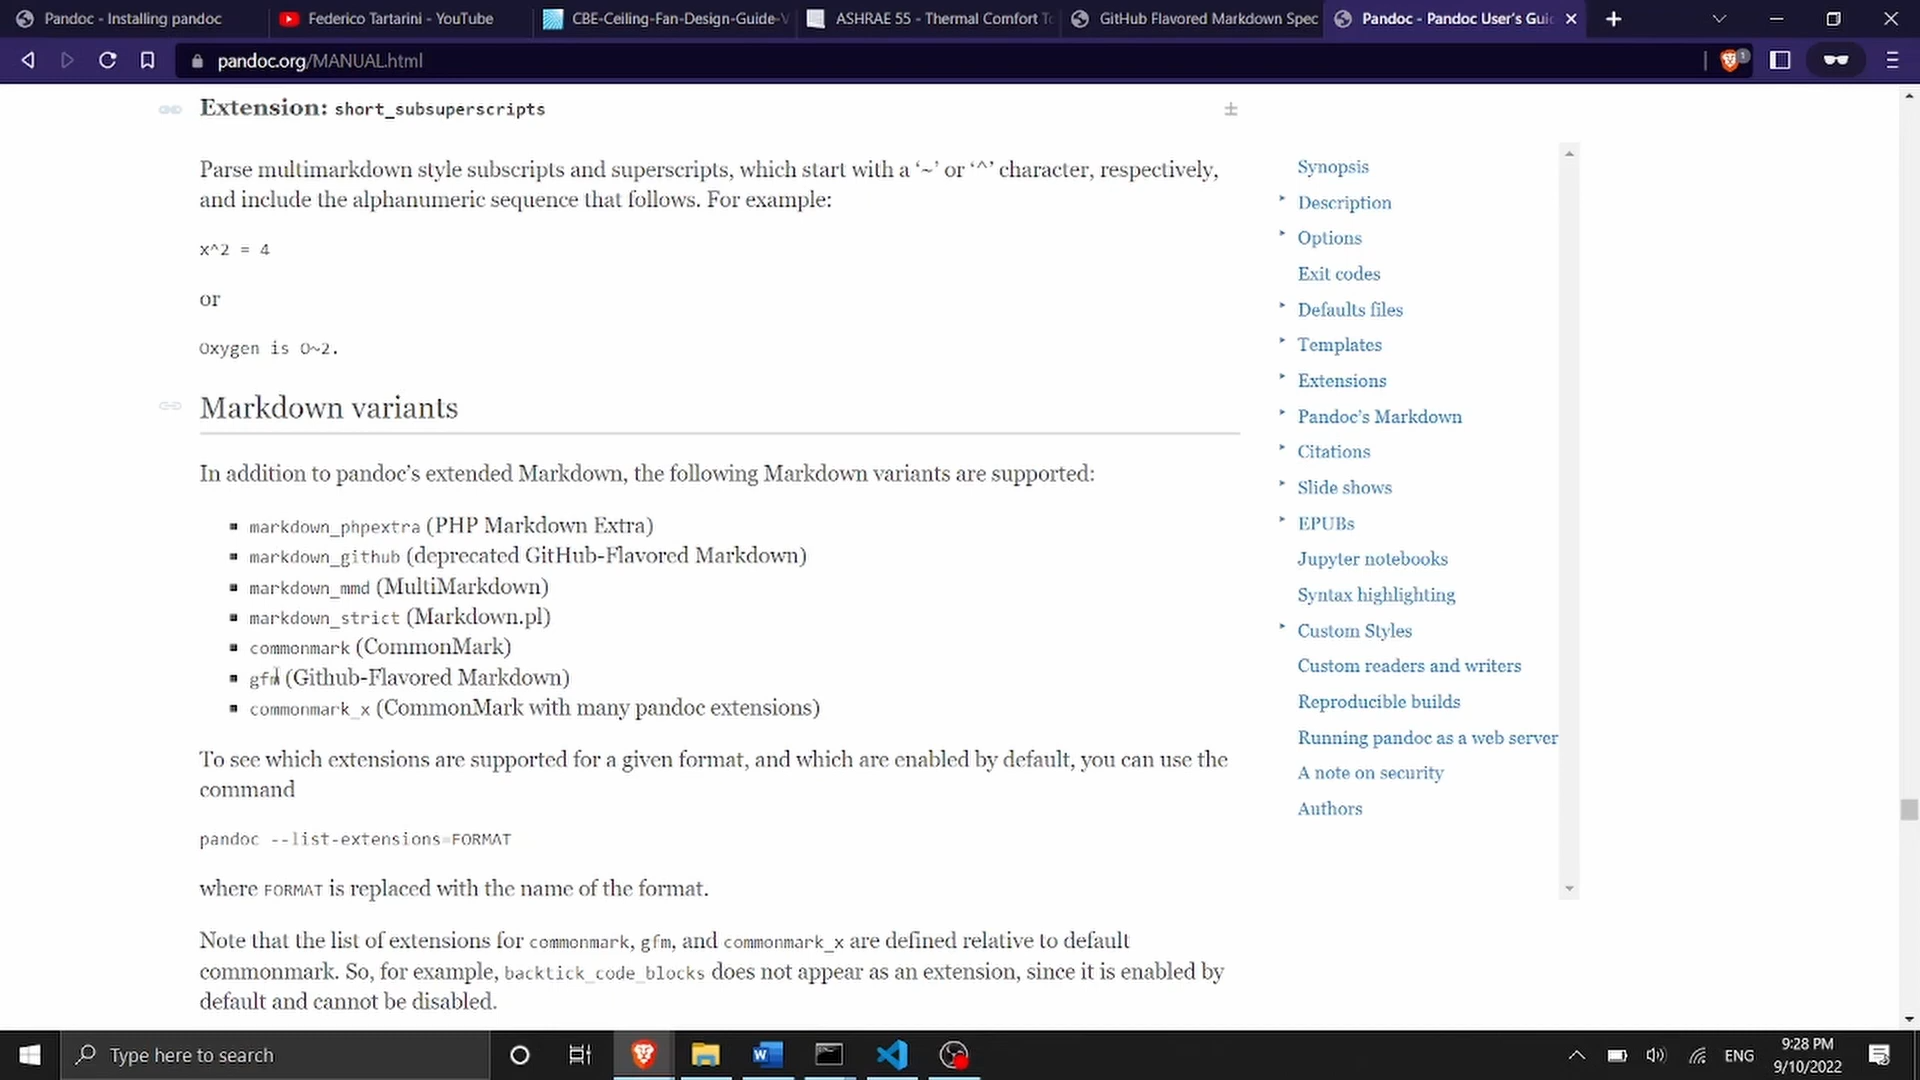 Pandoc - Installing pandoc
Federico Tartarini - YouTube
CBE-Ceiling-Fan-Design-Guide-V
ASHRAE 55 - Thermal Comfort To
GitHub Flavored Markdown Spec
Pandoc - Pandoc User's Gui
pandoc.org/MANUAL.html
1
Extension: short_subsuperscripts
±
Parse multimarkdown style subscripts and superscripts, which start with a ‘~’ or ‘^’ character, respectively,
and include the alphanumeric sequence that follows. For example:
x^2 = 4
or
Oxygen is O~2.
Markdown variants
In addition to pandoc’s extended Markdown, the following Markdown variants are supported:
▪ markdown_phpextra (PHP Markdown Extra)
▪ markdown_github (deprecated GitHub-Flavored Markdown)
▪ markdown_mmd (MultiMarkdown)
▪ markdown_strict (Markdown.pl)
▪ commonmark (CommonMark)
▪ gfm (Github-Flavored Markdown)
▪ commonmark_x (CommonMark with many pandoc extensions)
To see which extensions are supported for a given format, and which are enabled by default, you can use the
command
pandoc --list-extensions=FORMAT
where FORMAT is replaced with the name of the format.
Note that the list of extensions for commonmark, gfm, and commonmark_x are defined relative to default
commonmark. So, for example, backtick_code_blocks does not appear as an extension, since it is enabled by
default and cannot be disabled.
Synopsis
Description
Options
Exit codes
Defaults files
Templates
Extensions
Pandoc’s Markdown
Citations
Slide shows
EPUBs
Jupyter notebooks
Syntax highlighting
Custom Styles
Custom readers and writers
Reproducible builds
Running pandoc as a web server
A note on security
Authors
Type here to search
ENG
9:28 PM
9/10/2022